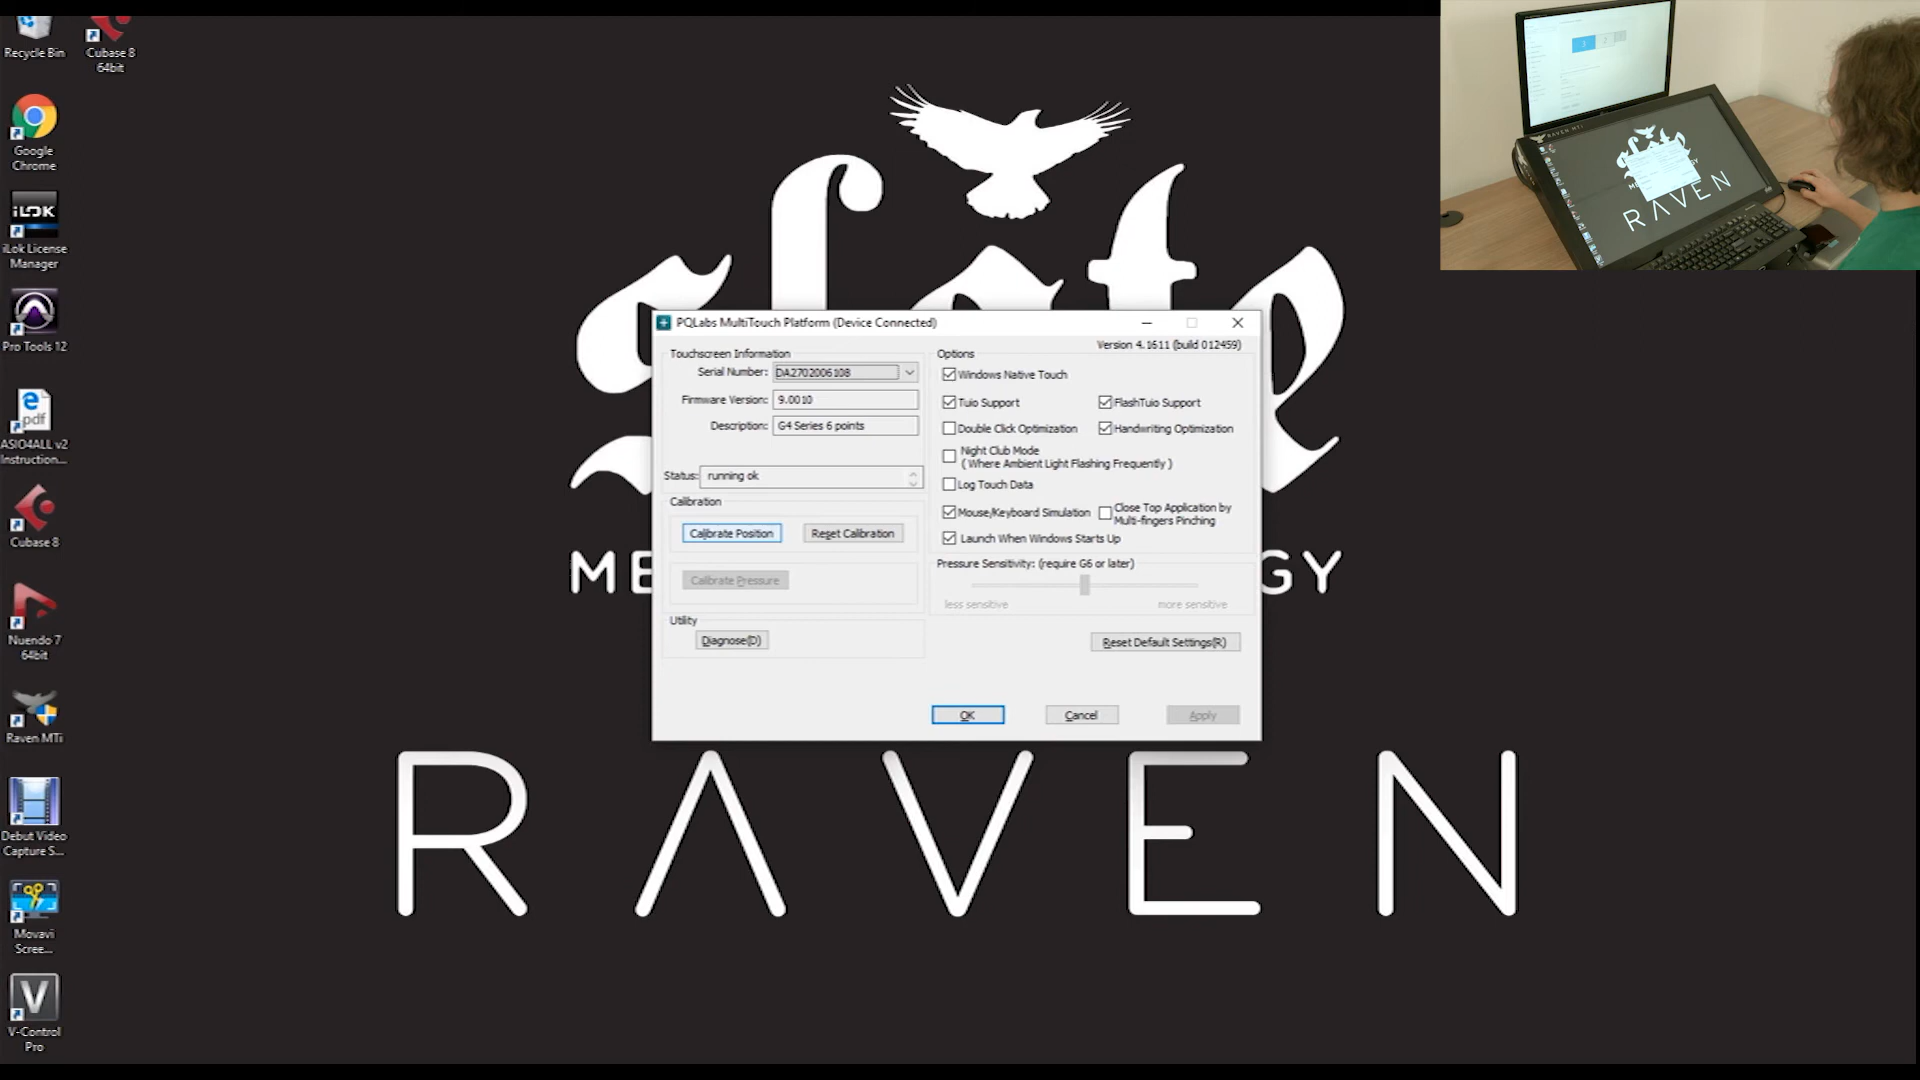 Recycle Bin
Cubase 8
64bit
Google
Chrome
iLOK
iLok License
Manager
Pro Tools 12
pdf
ASIO4ALL v2
Instruction...
Cubase 8
Nuendo 7
64bit
Raven MTi
Debut Video
Capture S...
Movavi
Scree...
V-Control
Pro
slate
ME
GY
RAVEN
PQLabs MultiTouch Platform (Device Connected)
Version 4.1611 (build 012459)
Touchscreen Information
Serial Number: DA2702006108
Firmware Version: 9.0010
Description: G4 Series 6 points
Status: running ok
Calibration
Calibrate Position
Reset Calibration
Calibrate Pressure
Utility
Diagnose(D)
Options
Windows Native Touch
Tuio Support
FlashTuio Support
Double Click Optimization
Handwriting Optimization
Night Club Mode
( Where Ambient Light Flashing Frequently )
Log Touch Data
Mouse/Keyboard Simulation
Close Top Application by
Multi-fingers Pinching
Launch When Windows Starts Up
Pressure Sensitivity: (require G6 or later)
less sensitive
more sensitive
Reset Default Settings(R)
OK
Cancel
Apply
RAVEN MTi
RAVEN